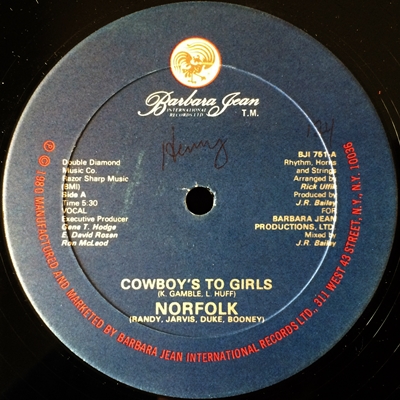 Barbara Jean
INTERNATIONAL
RECORDS LTD.
T.M.
Henry
24
Double Diamond
Music Co.
Razor Sharp Music
(BMI)
Side A
Time 5:30
VOCAL
Executive Producer
Gene T. Hodge
E. David Rosen
Ron McLeod
BJI 751-A
Rhythm, Horns
and Strings
Arranged by
Rick Uffik
Produced by
J.R. Bailey
FOR
BARBARA JEAN
PRODUCTIONS, LTD.
Mixed by
J.R. Bailey
COWBOY'S TO GIRLS
(K. GAMBLE, L. HUFF)
NORFOLK
(RANDY, JARVIS, DUKE, BOONEY)
℗ © 1980 MANUFACTURED AND MARKETED BY BARBARA JEAN INTERNATIONAL RECORDS LTD., 311 WEST 43 STREET, N.Y., N.Y. 10036